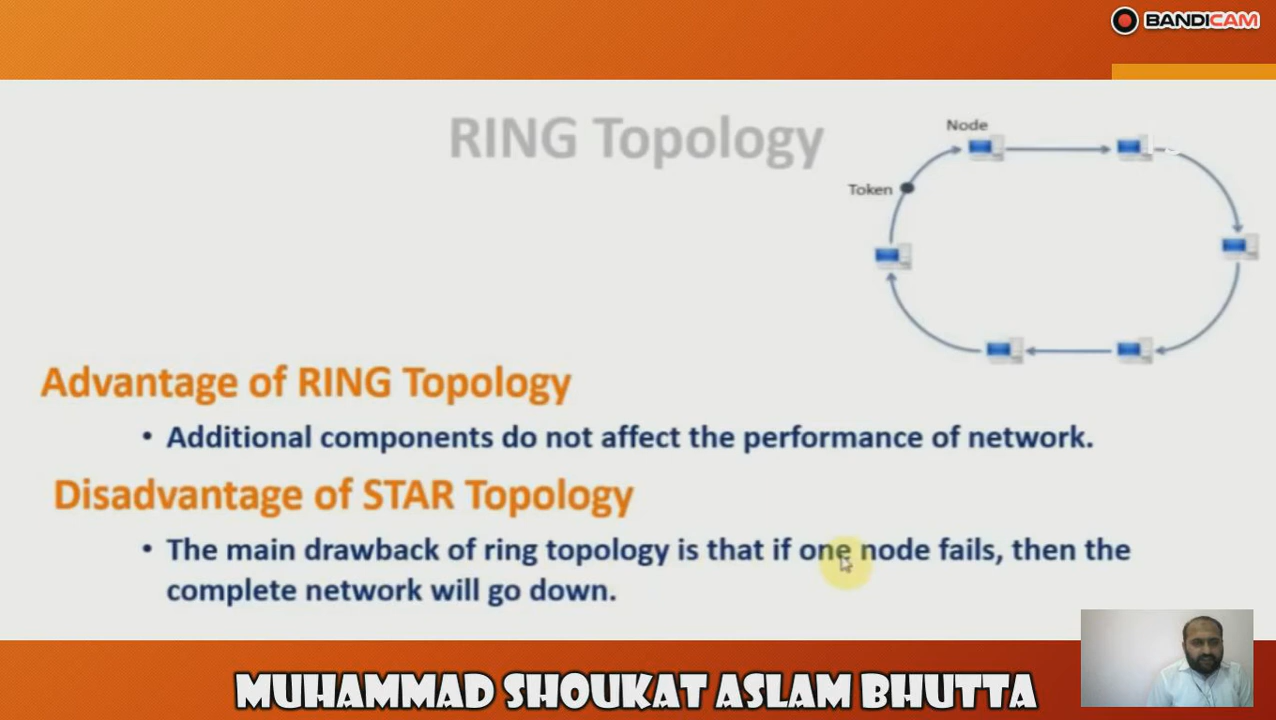 BANDICAM
RING Topology
Node
Token
Advantage of RING Topology
• Additional components do not affect the performance of network.
Disadvantage of STAR Topology
• The main drawback of ring topology is that if one node fails, then the
complete network will go down.
MUHAMMAD SHOUKAT ASLAM BHUTTA